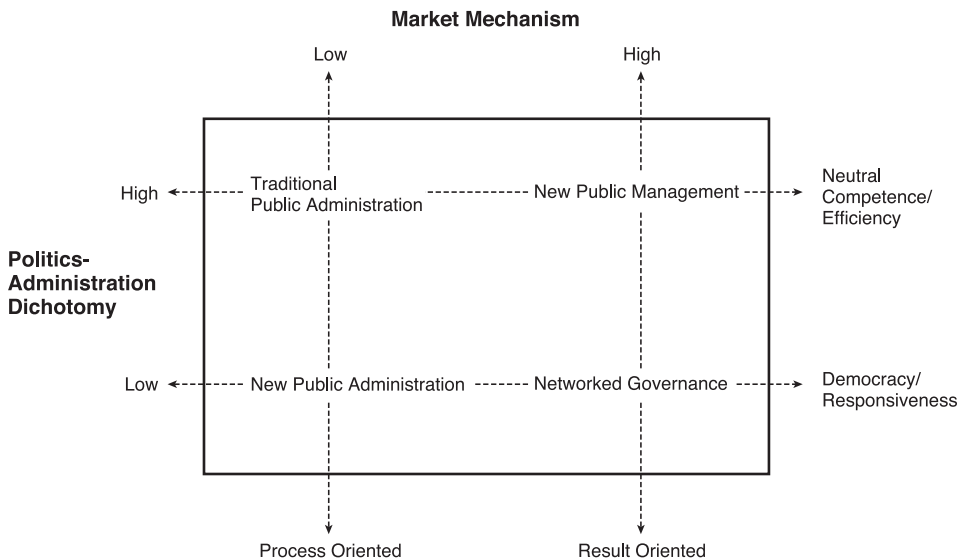 Market Mechanism
Low
High
High
Traditional
Public Administration
New Public Management
Neutral
Competence/
Efficiency
Politics-
Administration
Dichotomy
Low
New Public Administration
Networked Governance
Democracy/
Responsiveness
Process Oriented
Result Oriented